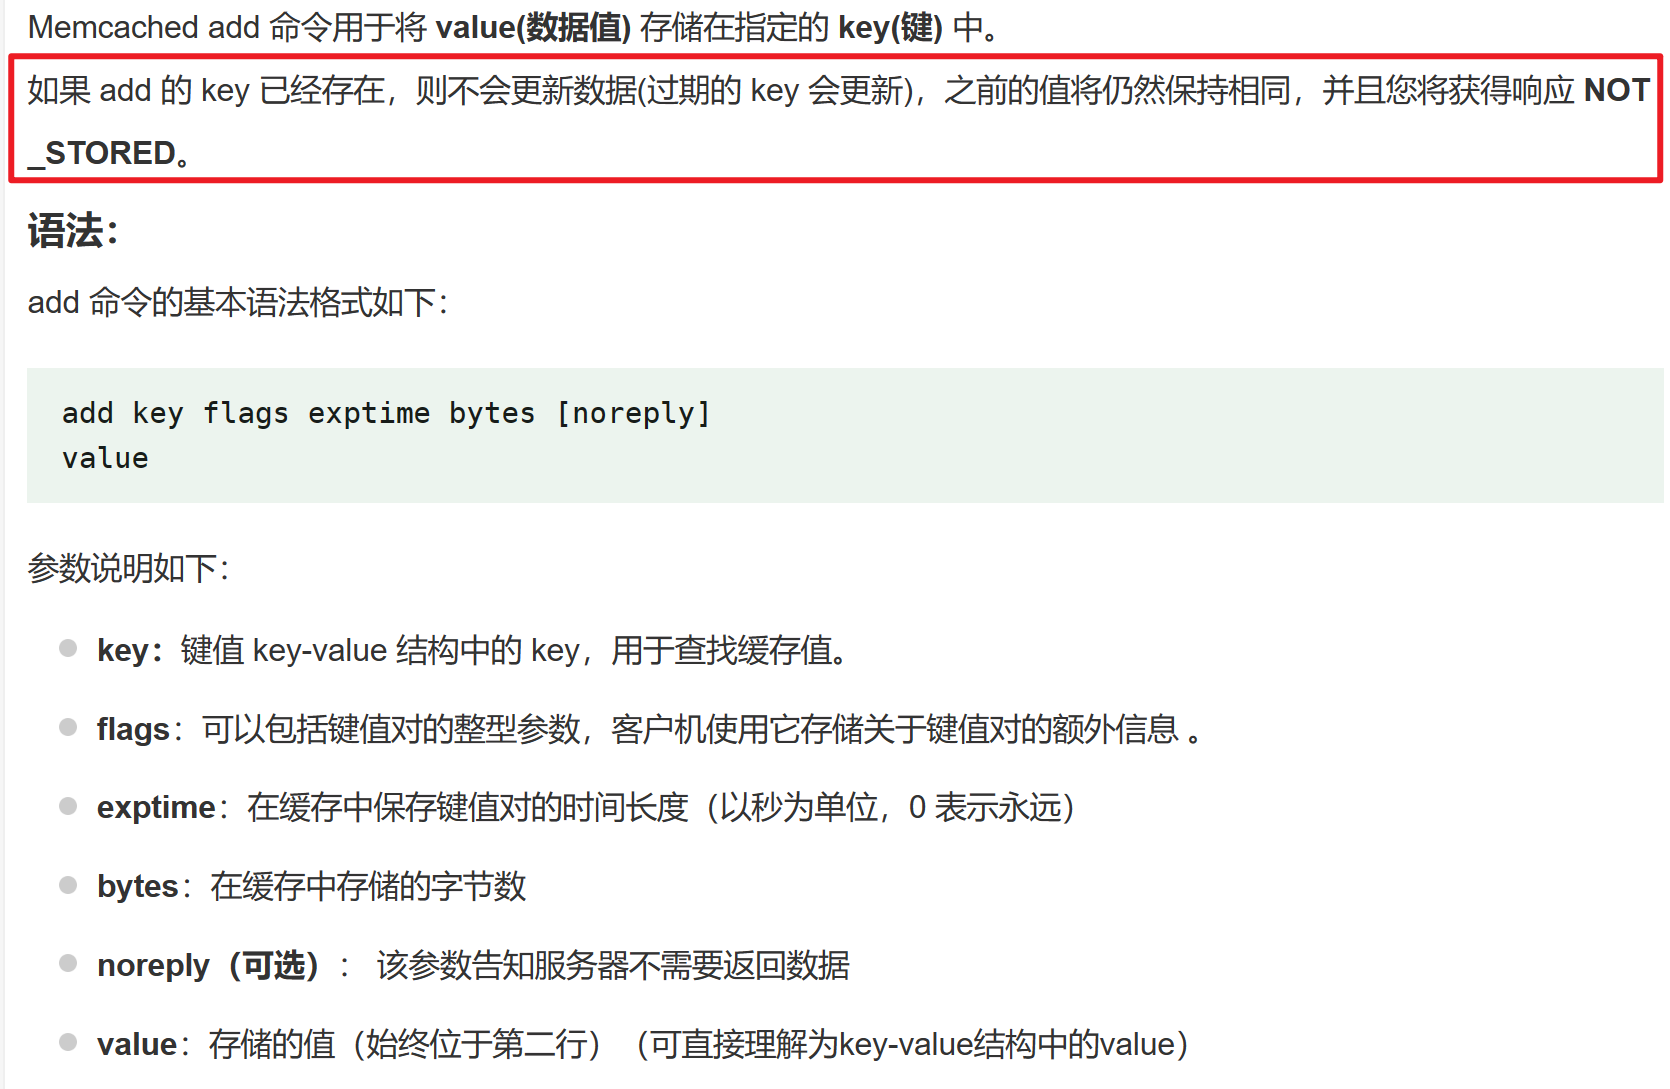 Memcached add 命令用于将 value(数据值) 存储在指定的 key(键) 中。
如果 add 的 key 已经存在，则不会更新数据(过期的 key 会更新)，之前的值将仍然保持相同，并且您将获得响应 NOT
_STORED。
语法：
add 命令的基本语法格式如下：
add key flags exptime bytes [noreply]
value
参数说明如下：
key：键值 key-value 结构中的 key，用于查找缓存值。
flags：可以包括键值对的整型参数，客户机使用它存储关于键值对的额外信息 。
exptime：在缓存中保存键值对的时间长度（以秒为单位，0 表示永远）
bytes：在缓存中存储的字节数
noreply（可选）： 该参数告知服务器不需要返回数据
value：存储的值（始终位于第二行）（可直接理解为key-value结构中的value）